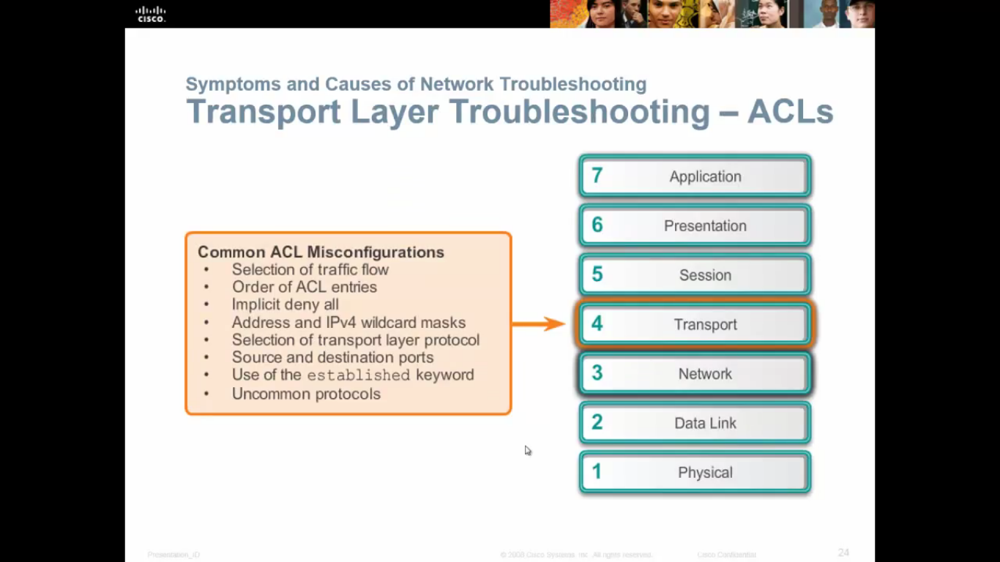 CISCO.
Symptoms and Causes of Network Troubleshooting
Transport Layer Troubleshooting – ACLs
Common ACL Misconfigurations
• Selection of traffic flow
• Order of ACL entries
• Implicit deny all
• Address and IPv4 wildcard masks
• Selection of transport layer protocol
• Source and destination ports
• Use of the established keyword
• Uncommon protocols
7 Application
6 Presentation
5 Session
4 Transport
3 Network
2 Data Link
1 Physical
Presentation_ID
© 2008 Cisco Systems, Inc. All rights reserved.
Cisco Confidential
24